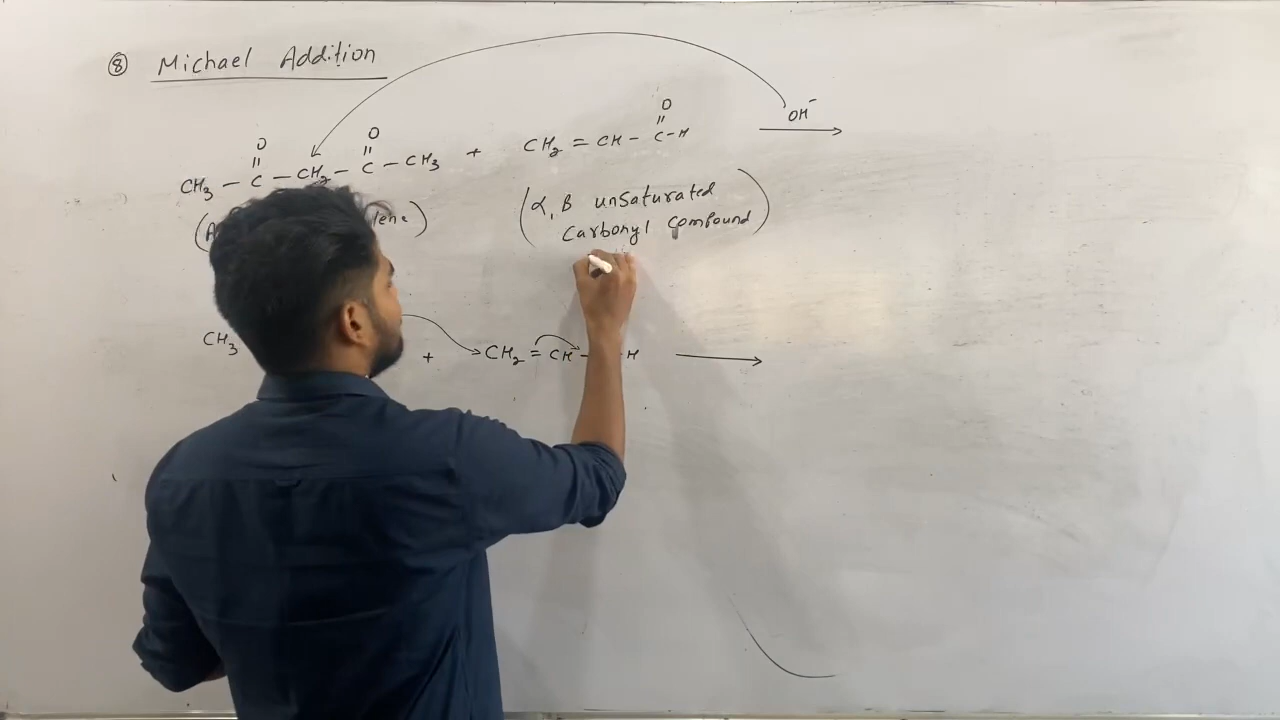 ⑧ Michael Addition
O O O OH⁻
CH₃ – C – CH₂ – C – CH₃ + CH₂ = CH – C – H ⟶
(α, B unsaturated
carbonyl compound)
CH₃ + CH₂ = CH – H ⟶